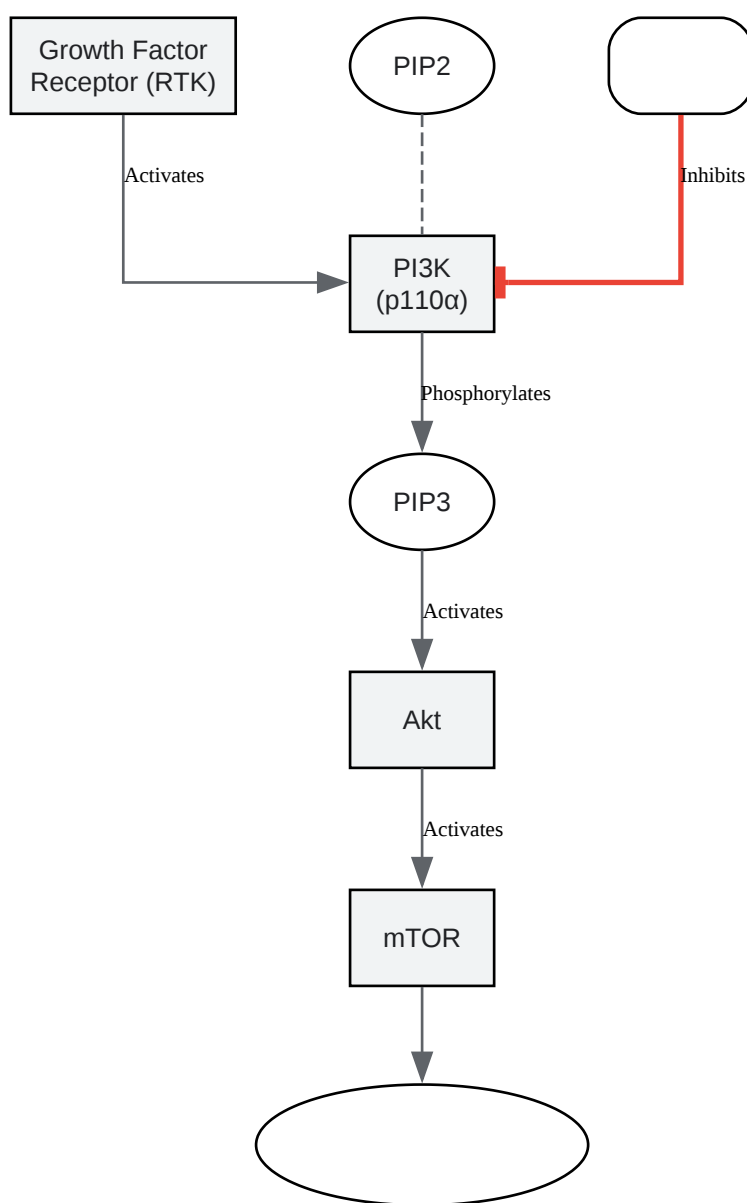 Growth Factor
Receptor (RTK)
PIP2
Activates
Inhibits
PI3K
(p110α)
Phosphorylates
PIP3
Activates
Akt
Activates
mTOR